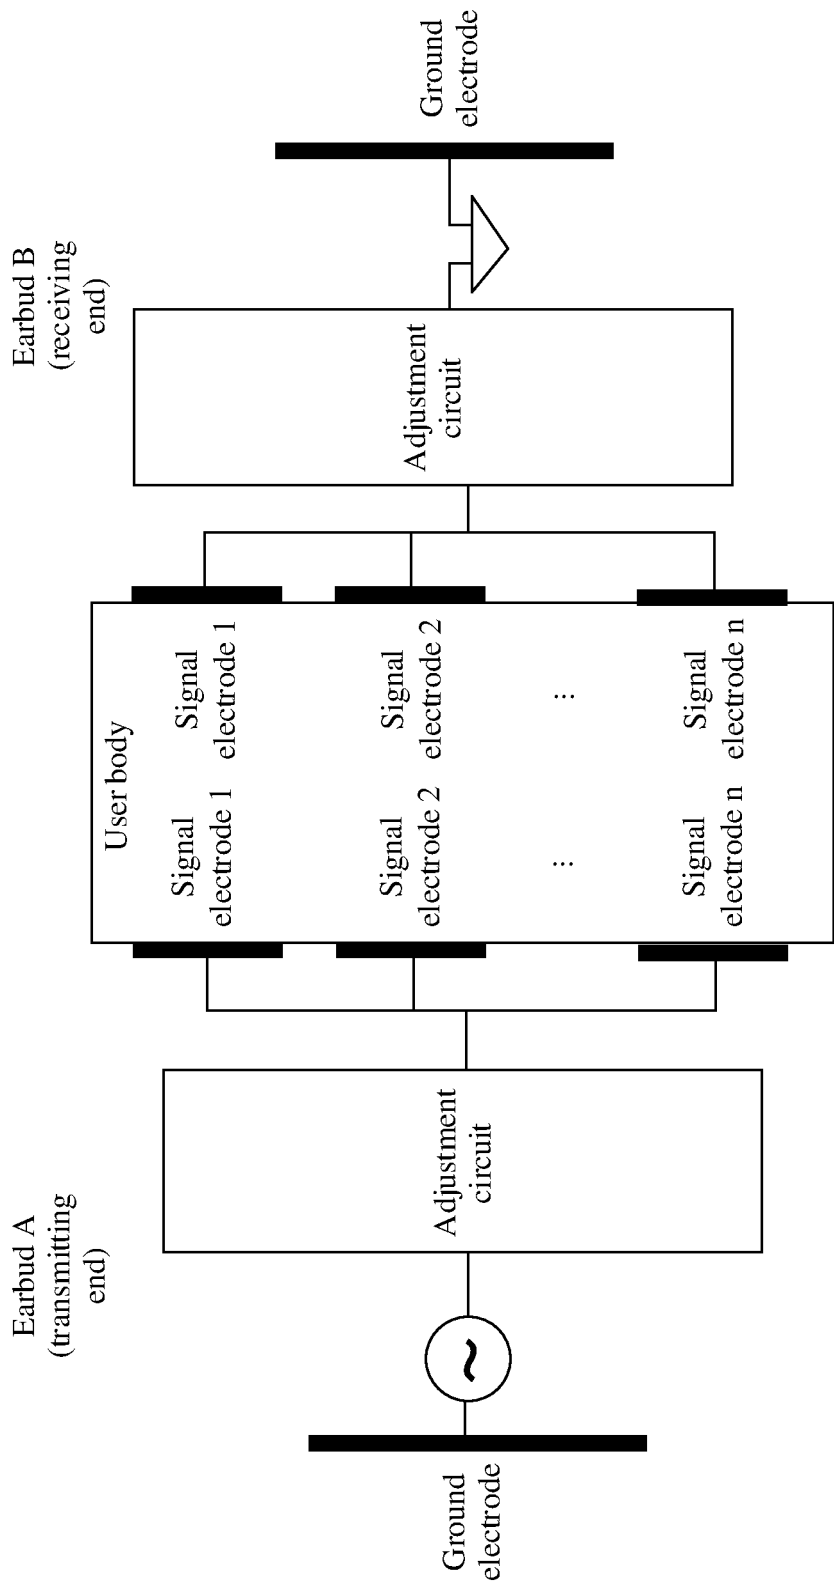 Earbud A
(transmitting
end)
Earbud B
(receiving
end)
User body
Ground
electrode
Adjustment
circuit
Signal
electrode 1
Signal
electrode 1
Signal
electrode 2
Signal
electrode 2
...
...
Signal
electrode n
Signal
electrode n
Adjustment
circuit
Ground
electrode
~